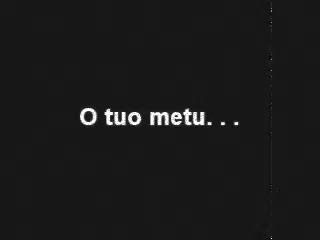 O tuo metu. . .